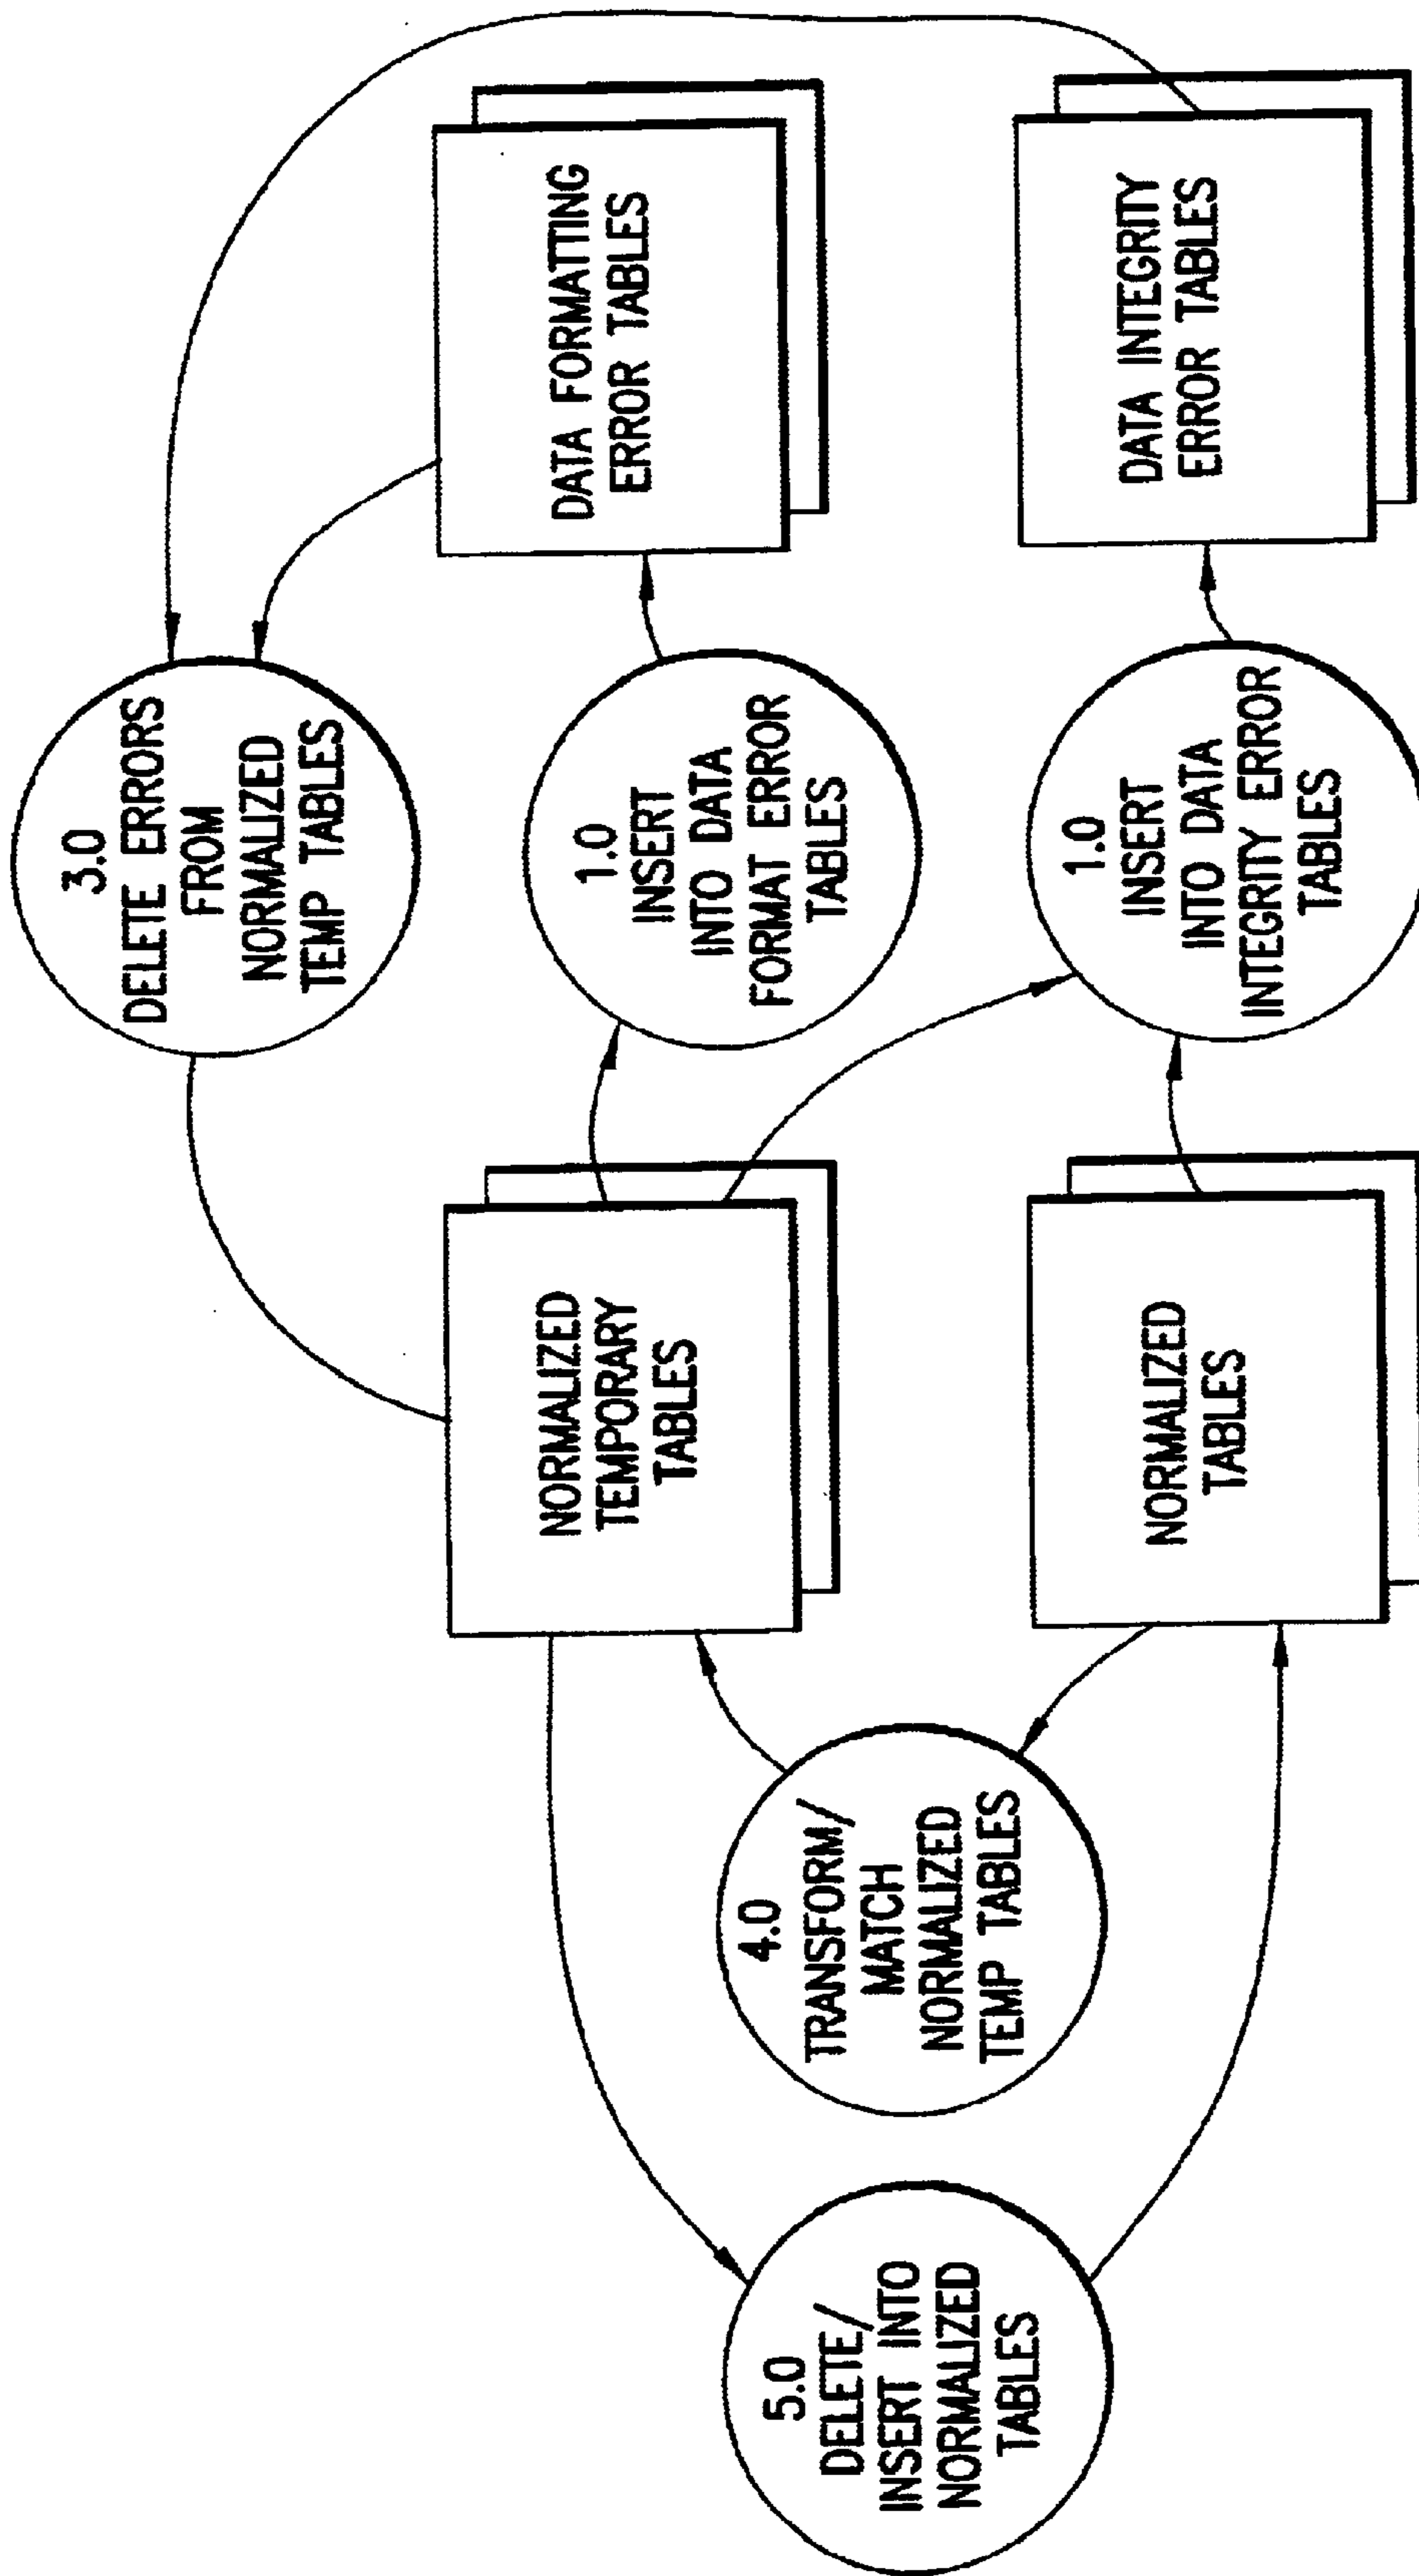 3.0
DELETE ERRORS
FROM
NORMALIZED
TEMP TABLES
NORMALIZED
TEMPORARY
TABLES
1.0
INSERT
INTO DATA
FORMAT ERROR
TABLES
DATA FORMATTING
ERROR TABLES
5.0
DELETE/
INSERT INTO
NORMALIZED
TABLES
4.0
TRANSFORM/
MATCH
NORMALIZED
TEMP TABLES
NORMALIZED
TABLES
1.0
INSERT
INTO DATA
INTEGRITY ERROR
TABLES
DATA INTEGRITY
ERROR TABLES